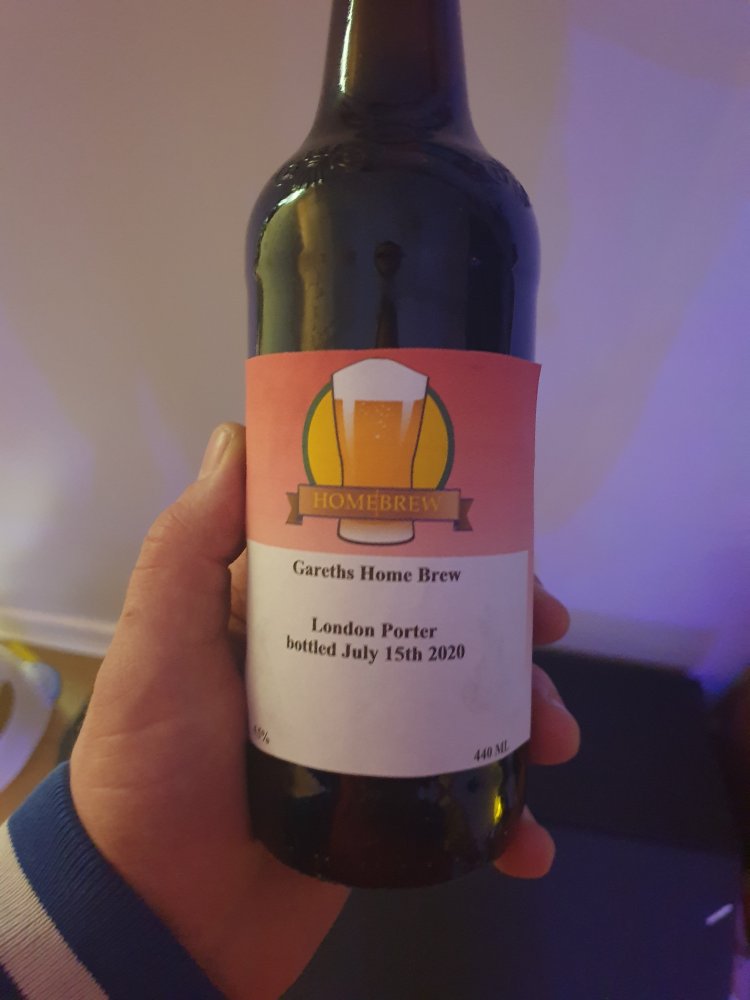 HOMEBREW
Gareths Home Brew
London Porter
bottled July 15th 2020
440 ML